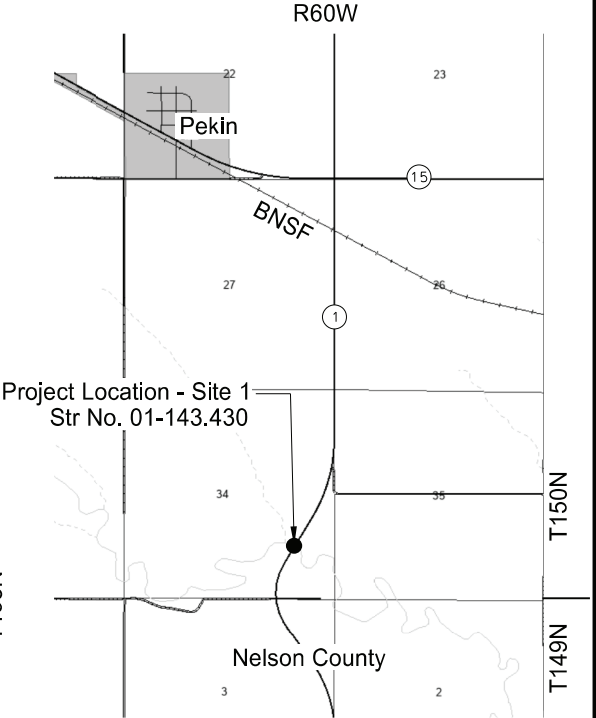 R60W
22
23
Pekin
15
BNSF
27
26
1
Project Location - Site 1
Str No. 01-143.430
34
35
T150N
Nelson County
T149N
3
2